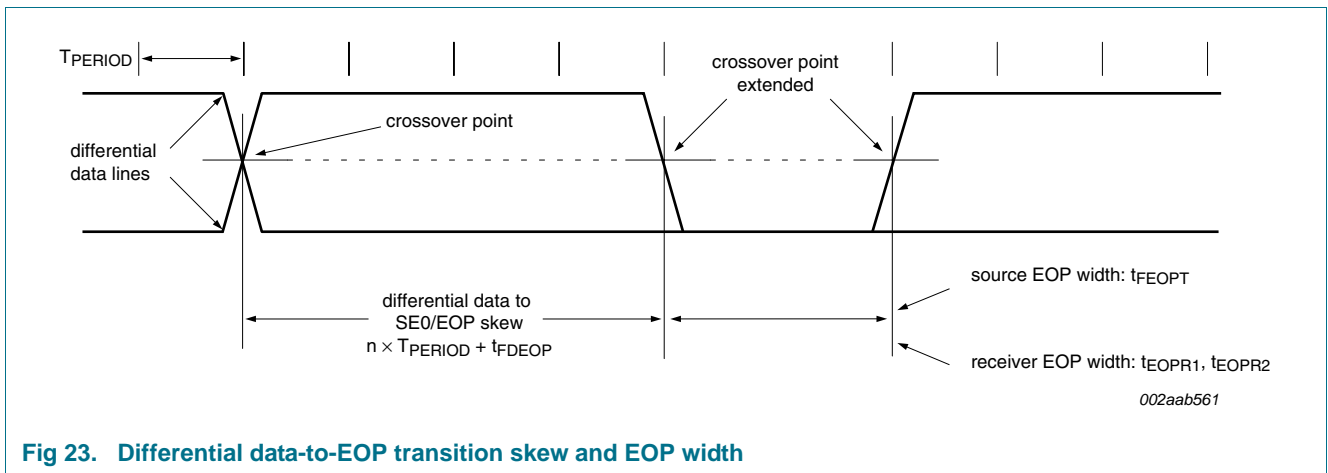 TPERIOD
crossover point
extended
crossover point
differential
data lines
differential data to
SE0/EOP skew
n × TPERIOD + tFDEOP
source EOP width: tFEOPT
receiver EOP width: tEOPR1, tEOPR2
002aab561
Fig 23. Differential data-to-EOP transition skew and EOP width